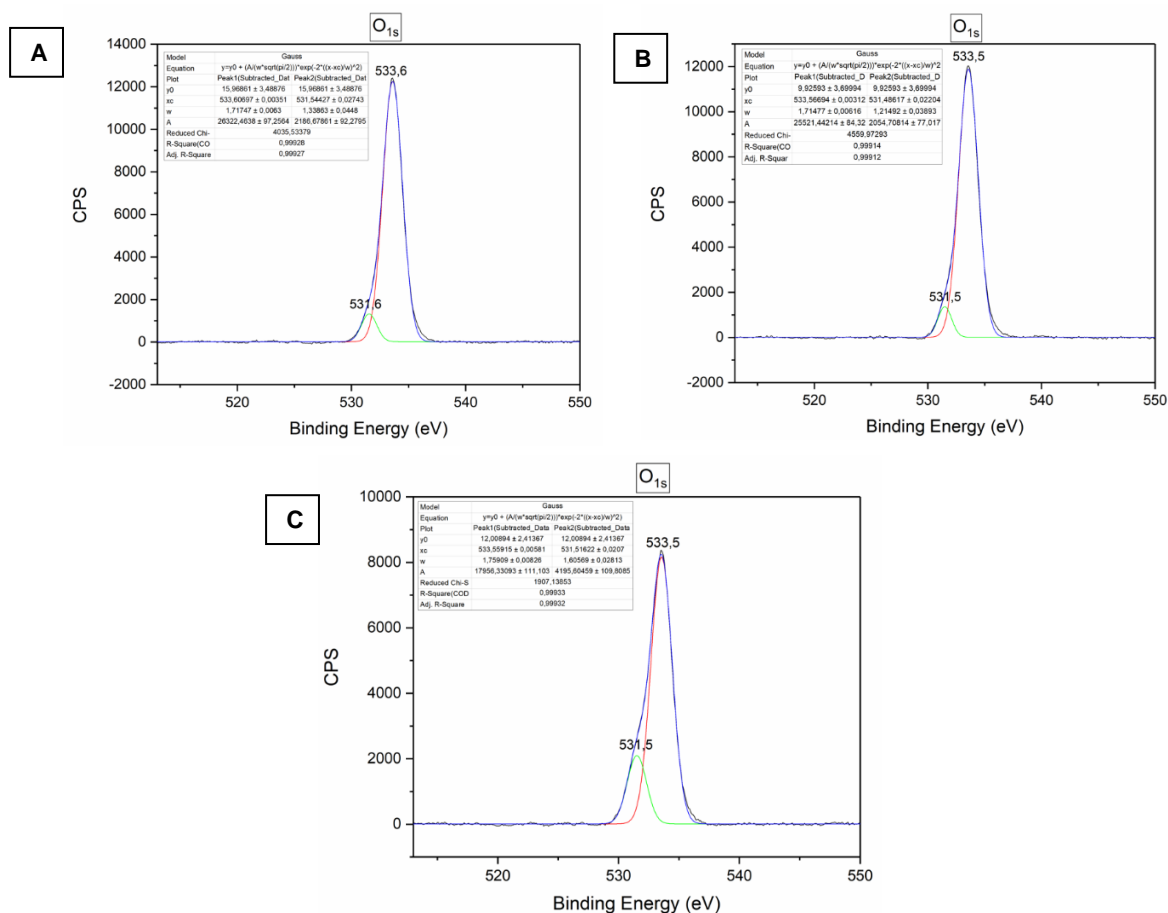 A
O1s
14000
12000
10000
8000
6000
4000
2000
0
-2000
CPS
520 530 540 550
Binding Energy (eV)
533,6
531,6
Model Gauss
Equation y=y0 + (A/(w*sqrt(pi/2)))*exp(-2*((x-xc)/w)^2)
Plot Peak1(Subtracted_Dat Peak2(Subtracted_Dat
y0 15,96861 ± 3,48876 15,96861 ± 3,48876
xc 533,60697 ± 0,00351 531,54427 ± 0,02743
w 1,71747 ± 0,0063 1,33863 ± 0,0448
A 26322,4638 ± 97,2564 2186,67861 ± 92,2795
Reduced Chi- 4035,53379
R-Square(CO 0,99928
Adj. R-Square 0,99927
B
O1s
12000
10000
8000
6000
4000
2000
0
-2000
CPS
520 530 540 550
Binding Energy (eV)
533,5
531,5
Model Gauss
Equation y=y0 + (A/(w*sqrt(pi/2)))*exp(-2*((x-xc)/w)^2
Plot Peak1(Subtracted_D Peak2(Subtracted_D
y0 9,92593 ± 3,69994 9,92593 ± 3,69994
xc 533,56694 ± 0,00312 531,48617 ± 0,02204
w 1,71477 ± 0,00616 1,21492 ± 0,03893
A 25521,44214 ± 84,32 2054,70814 ± 77,017
Reduced Chi- 4559,97293
R-Square(CO 0,99914
Adj. R-Squar 0,99912
C
O1s
10000
8000
6000
4000
2000
0
CPS
520 530 540 550
Binding Energy (eV)
533,5
531,5
Model Gauss
Equation y=y0 + (A/(w*sqrt(pi/2)))*exp(-2*((x-xc)/w)^2)
Plot Peak1(Subtracted_Data Peak2(Subtracted_Data
y0 12,00894 ± 2,41367 12,00894 ± 2,41367
xc 533,55915 ± 0,00581 531,51622 ± 0,0207
w 1,75909 ± 0,00826 1,60569 ± 0,02813
A 17956,33093 ± 111,103 4195,80459 ± 109,8085
Reduced Chi-S 1907,13853
R-Square(COD 0,99933
Adj. R-Square 0,99932